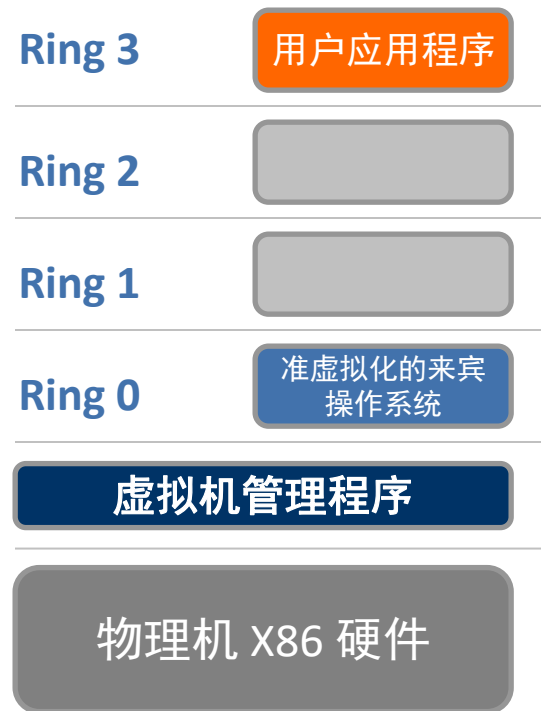 Ring 3
用户应用程序
Ring 2
Ring 1
Ring 0
准虚拟化的来宾
操作系统
虚拟机管理程序
物理机 X86 硬件